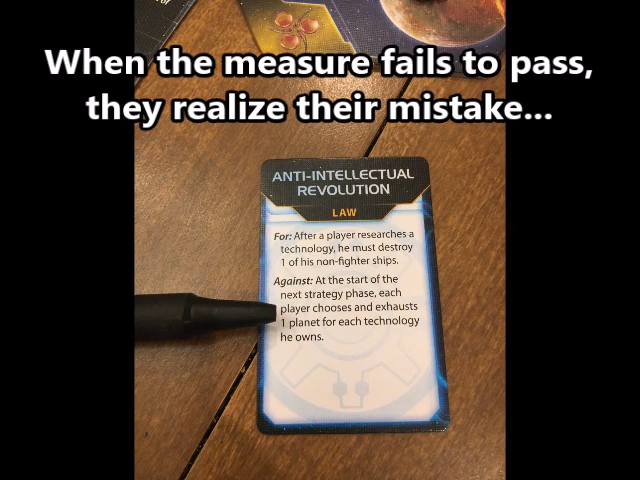 When the measure fails to pass,
they realize their mistake...
ANTI-INTELLECTUAL
REVOLUTION
LAW
For: After a player researches a
technology, he must destroy
1 of his non-fighter ships.
Against: At the start of the
next strategy phase, each
player chooses and exhausts
1 planet for each technology
he owns.